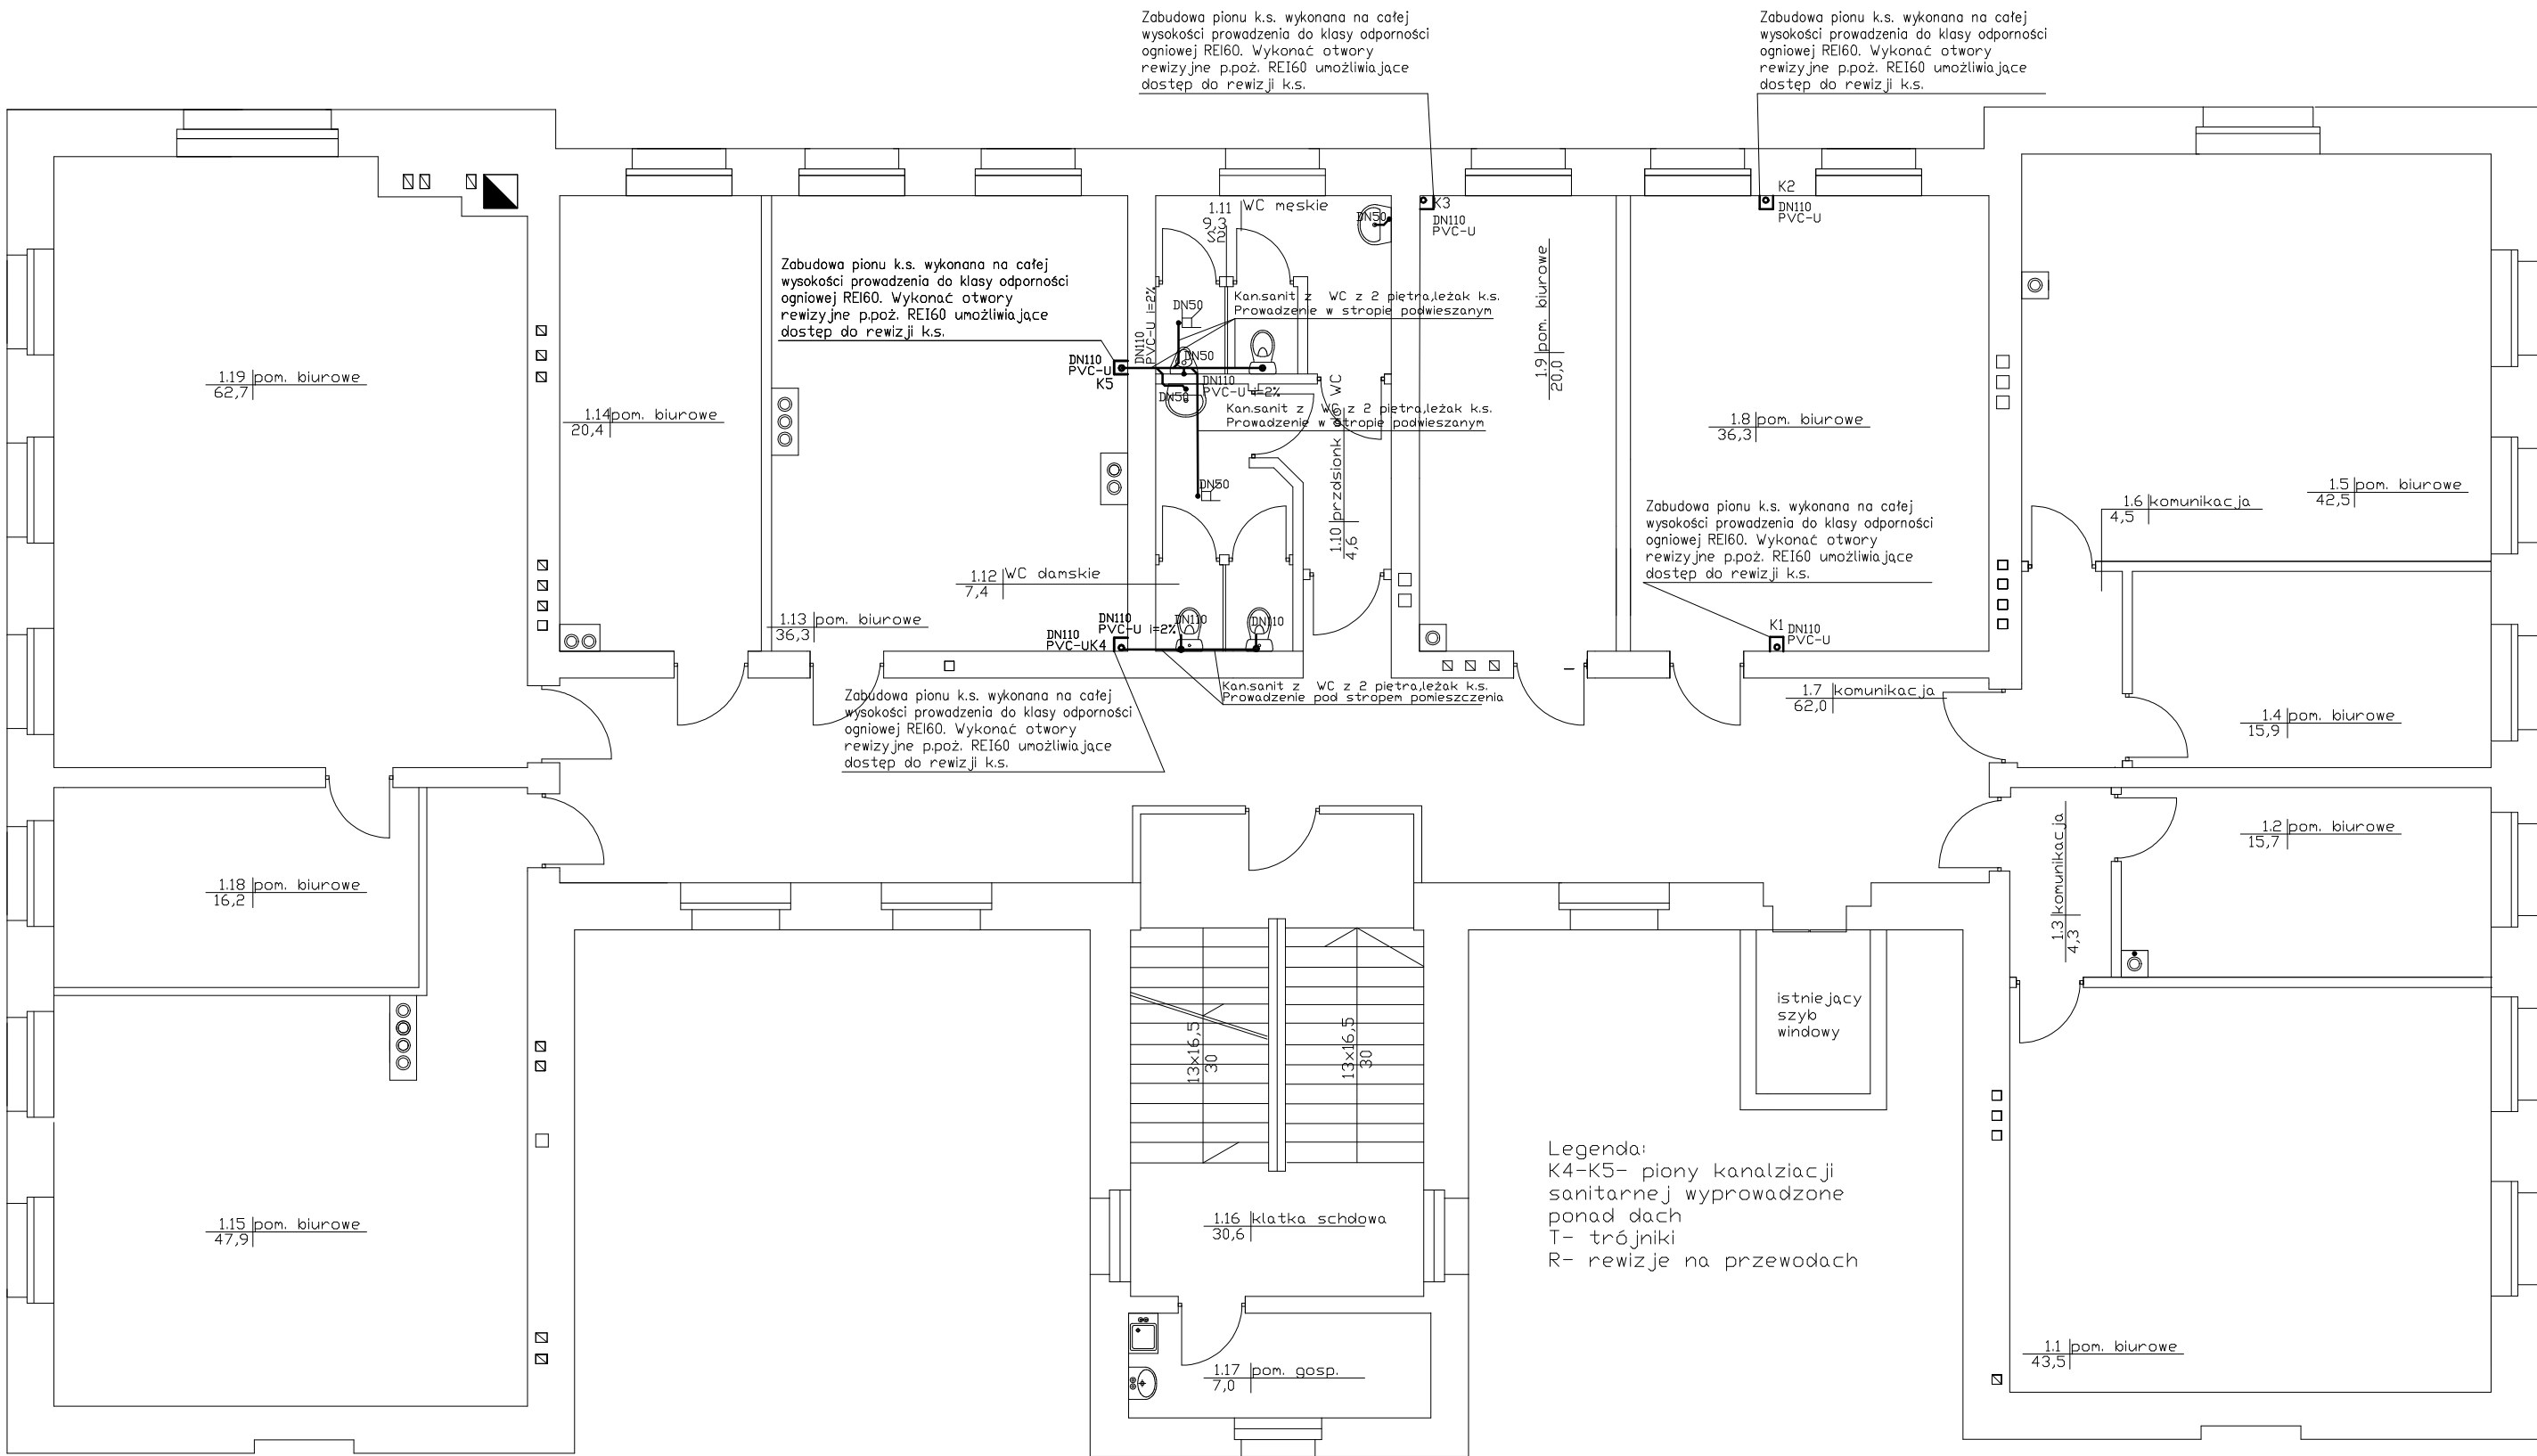 Zabudowa pionu k.s. wykonana na całej
wysokości prowadzenia do klasy odporności
ogniowej REI60. Wykonać otwory
rewizyjne p.poż. REI60 umożliwiające
dostęp do rewizji k.s.
Zabudowa pionu k.s. wykonana na całej
wysokości prowadzenia do klasy odporności
ogniowej REI60. Wykonać otwory
rewizyjne p.poż. REI60 umożliwiające
dostęp do rewizji k.s.
K2
DN110
PVC-U
K3
DN110
PVC-U
1.11 WC męskie
9,3
S2
DN50
Zabudowa pionu k.s. wykonana na całej
wysokości prowadzenia do klasy odporności
ogniowej REI60. Wykonać otwory
rewizyjne p.poż. REI60 umożliwiające
dostęp do rewizji k.s.
DN110
PVC-U i=2%
DN50
Kan.sanit z WC z 2 piętra,leżak k.s.
Prowadzenie w stropie podwieszanym
DN110
PVC-U
K5
DN50
DN110
PVC-U i=2%
DN50
Kan.sanit z WC z 2 piętra,leżak k.s.
Prowadzenie w stropie podwieszanym
1.9 pom. biurowe
20,0
1.19 pom. biurowe
62,7
1.14 pom. biurowe
20,4
1.8 pom. biurowe
36,3
1.10 przdsionk do WC
4,6
DN50
1.5 pom. biurowe
42,5
1.6 komunikacja
4,5
Zabudowa pionu k.s. wykonana na całej
wysokości prowadzenia do klasy odporności
ogniowej REI60. Wykonać otwory
rewizyjne p.poż. REI60 umożliwiające
dostęp do rewizji k.s.
1.12 WC damskie
7,4
1.13 pom. biurowe
36,3
DN110
PVC-U i=2%
DN110
PVC-U K4
DN110
DN110
K1 DN110
PVC-U
Kan.sanit z WC z 2 piętra,leżak k.s.
Prowadzenie pod stropem pomieszczenia
Zabudowa pionu k.s. wykonana na całej
wysokości prowadzenia do klasy odporności
ogniowej REI60. Wykonać otwory
rewizyjne p.poż. REI60 umożliwiające
dostęp do rewizji k.s.
1.7 komunikacja
62,0
1.4 pom. biurowe
15,9
1.2 pom. biurowe
15,7
1.3 komunikacja
4,3
1.18 pom. biurowe
16,2
istniejący
szyb
windowy
13x16,5
30
13x16,5
30
Legenda:
K4-K5- piony kanalziacji
sanitarnej wyprowadzone
ponad dach
T- trójniki
R- rewizje na przewodach
1.15 pom. biurowe
47,9
1.16 klatka schdowa
30,6
1.17 pom. gosp.
7,0
1.1 pom. biurowe
43,5